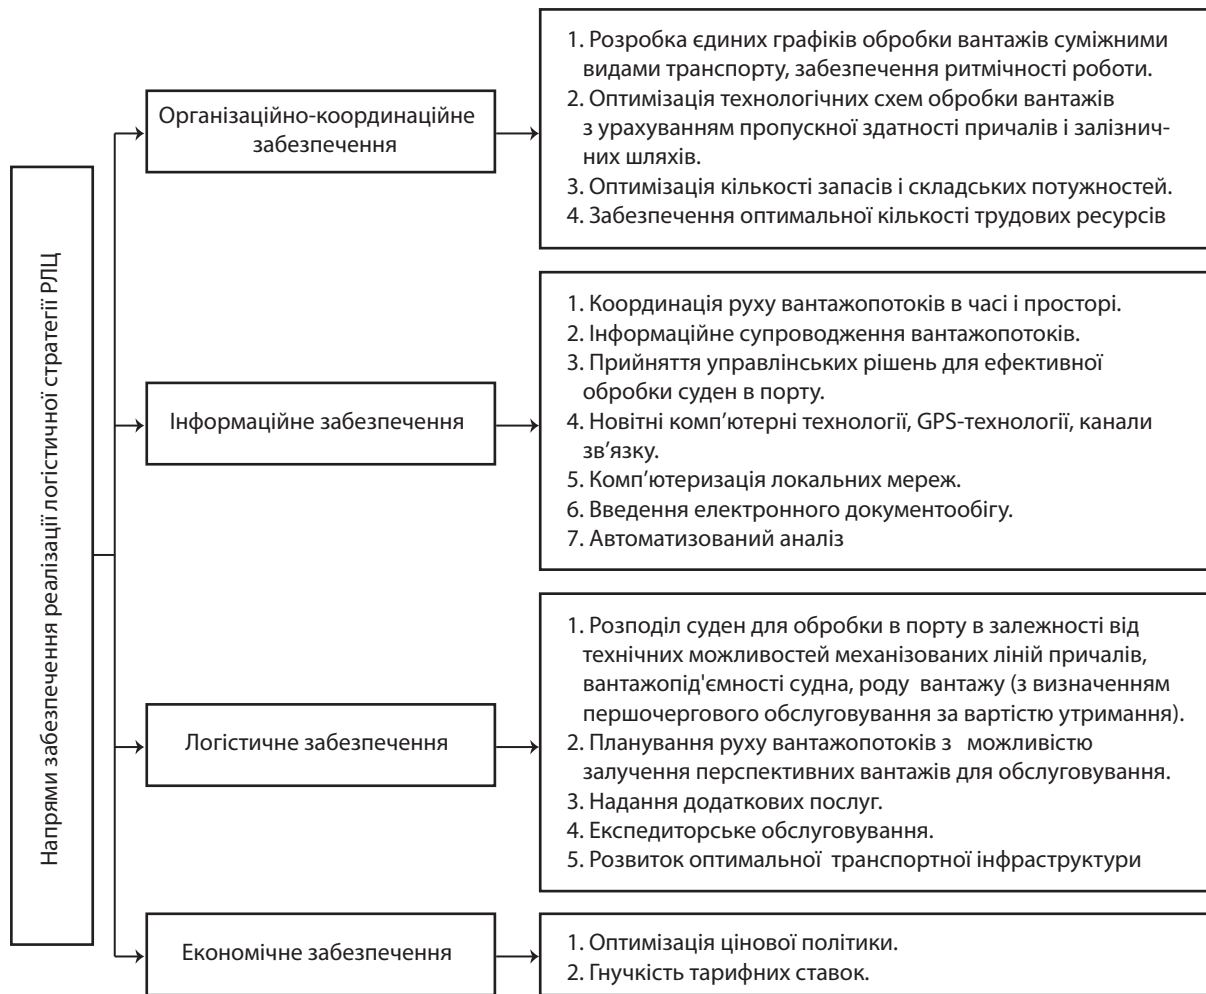 Напрями забезпечення реалізації логістичної стратегії РЛЦ
Організаційно-координаційне
забезпечення
1. Розробка єдиних графіків обробки вантажів суміжними
видами транспорту, забезпечення ритмічності роботи.
2. Оптимізація технологічних схем обробки вантажів
з урахуванням пропускної здатності причалів і залізнич-
них шляхів.
3. Оптимізація кількості запасів і складських потужностей.
4. Забезпечення оптимальної кількості трудових ресурсів
Інформаційне забезпечення
1. Координація руху вантажопотоків в часі і просторі.
2. Інформаційне супроводження вантажопотоків.
3. Прийняття управлінських рішень для ефективної
обробки суден в порту.
4. Новітні комп’ютерні технології, GPS-технології, канали
зв’язку.
5. Комп’ютеризація локальних мереж.
6. Введення електронного документообігу.
7. Автоматизований аналіз
Логістичне забезпечення
1. Розподіл суден для обробки в порту в залежності від
технічних можливостей механізованих ліній причалів,
вантажопід'ємності судна, роду вантажу (з визначенням
першочергового обслуговування за вартістю утримання).
2. Планування руху вантажопотоків з можливістю
залучення перспективних вантажів для обслуговування.
3. Надання додаткових послуг.
4. Експедиторське обслуговування.
5. Розвиток оптимальної транспортної інфраструктури
Економічне забезпечення
1. Оптимізація цінової політики.
2. Гнучкість тарифних ставок.